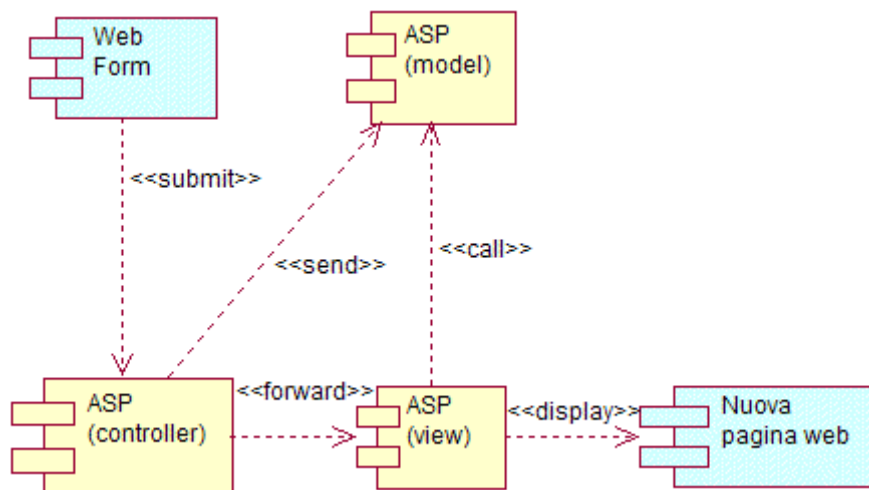 Web
Form
ASP
(model)
<<submit>>
<<send>>
<<call>>
ASP
(controller)
<<forward>>
ASP
(view)
<<display>>
Nuova
pagina web